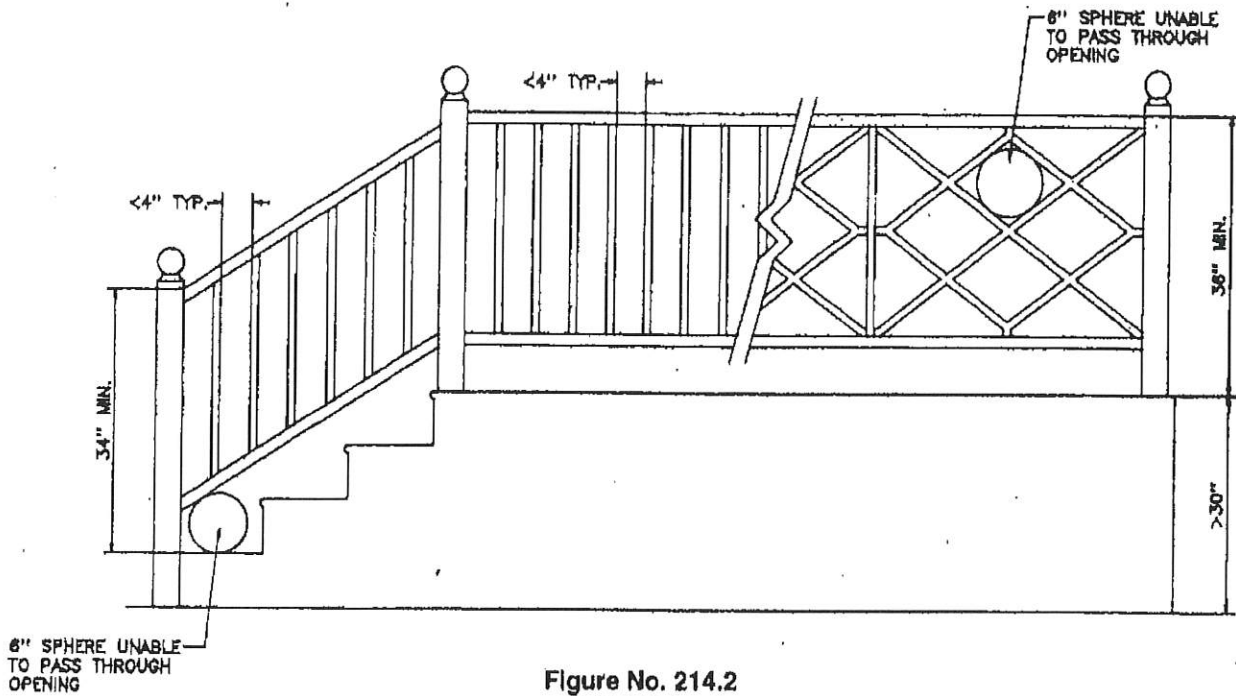 6" SPHERE UNABLE
TO PASS THROUGH
OPENING
<4" TYP.
<4" TYP.
34" MIN.
36" MIN.
>30"
6" SPHERE UNABLE
TO PASS THROUGH
OPENING
Figure No. 214.2